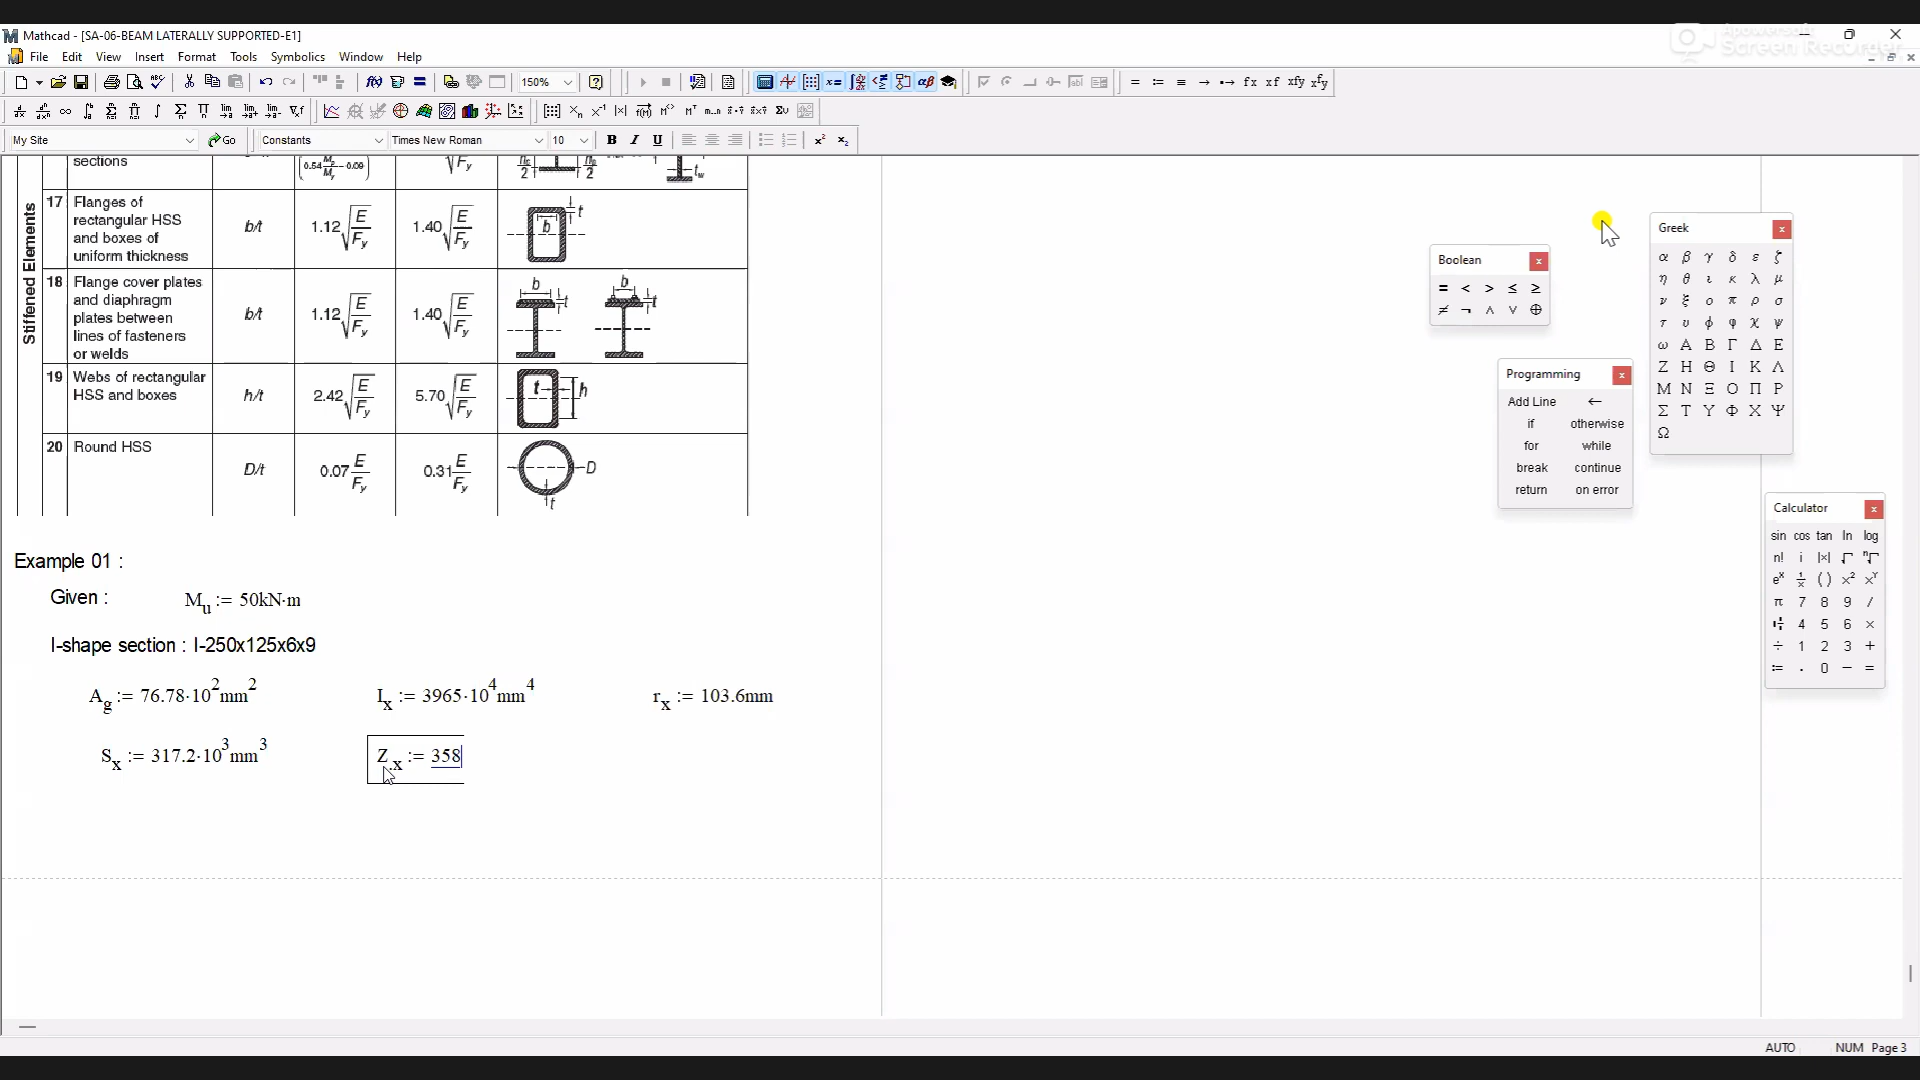 Mathcad - [SA-06-BEAM LATERALLY SUPPORTED-E1]
Apowersoft
Screen Recorder
File Edit View Insert Format Tools Symbolics Window Help
150%
My Site Go Constants Times New Roman 10 B I U
sections
Stiffened Elements
17 Flanges of rectangular HSS and boxes of uniform thickness b/t 1.12√(E/Fy) 1.40√(E/Fy) t b
18 Flange cover plates and diaphragm plates between lines of fasteners or welds b/t 1.12√(E/Fy) 1.40√(E/Fy) b t b t
19 Webs of rectangular HSS and boxes h/t 2.42√(E/Fy) 5.70√(E/Fy) t h
20 Round HSS D/t 0.07 E/Fy 0.31 E/Fy D t
Example 01 :
Given : Mu := 50kN·m
I-shape section : I-250x125x6x9
Ag := 76.78·10^2mm^2 Ix := 3965·10^4mm^4 rx := 103.6mm
Sx := 317.2·10^3mm^3 Z.x := 358
Boolean
= < > ≤ ≥
≠ ¬ ∧ ∨ ⊕
Programming
Add Line ←
if otherwise
for while
break continue
return on error
Greek
α β γ δ ε ζ
η θ ι κ λ μ
ν ξ ο π ρ σ
τ υ ϕ φ χ ψ
ω Α Β Γ Δ Ε
Ζ Η Θ Ι Κ Λ
Μ Ν Ξ Ο Π Ρ
Σ Τ Υ Φ Χ Ψ
Ω
Calculator
sin cos tan ln log
n! i |×| √ ⁿ√
eˣ 1/x ( ) x² xʸ
π 7 8 9 /
4 5 6 ×
÷ 1 2 3 +
:= . 0 − =
AUTO NUM Page 3